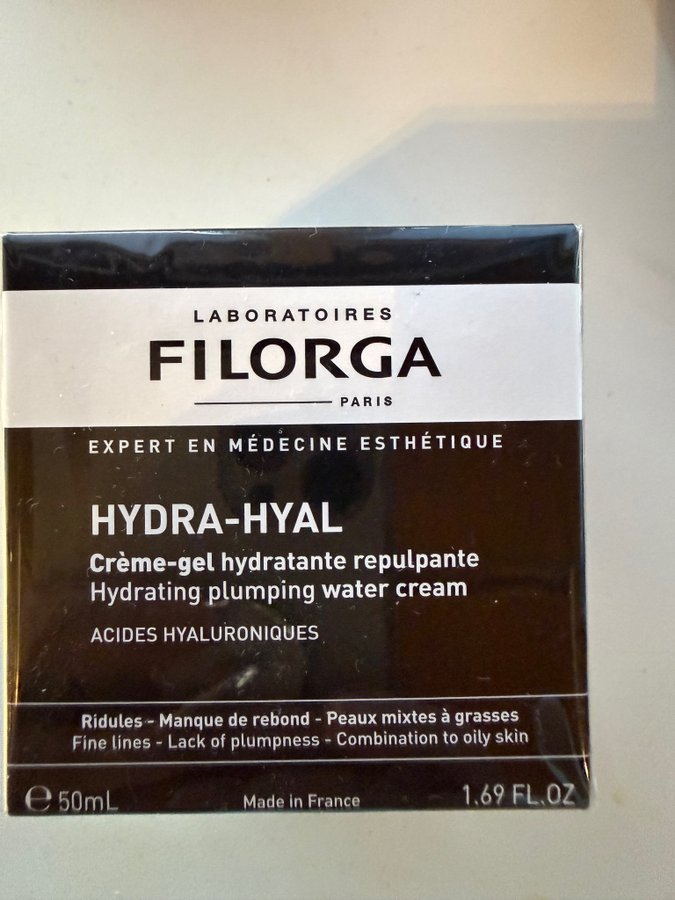 LABORATOIRES
FILORGA
PARIS
EXPERT EN MÉDECINE ESTHÉTIQUE
HYDRA-HYAL
Crème-gel hydratante repulpante
Hydrating plumping water cream
ACIDES HYALURONIQUES
Ridules - Manque de rebond - Peaux mixtes à grasses
Fine lines - Lack of plumpness - Combination to oily skin
℮ 50mL Made in France 1.69 FL.OZ